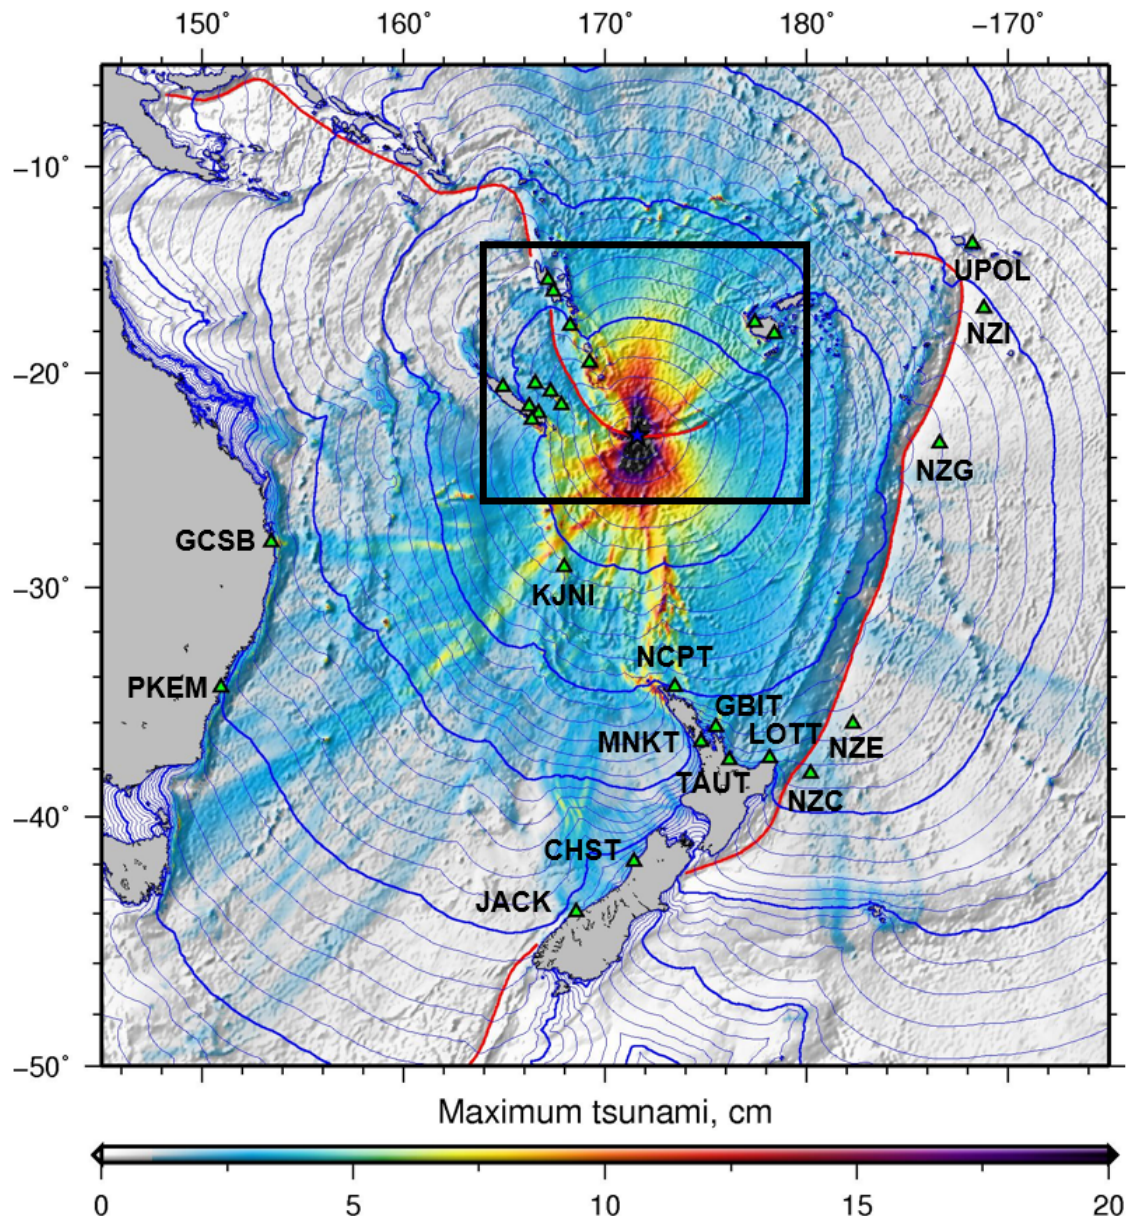 150° 160° 170° 180° −170°
−10°
−20°
−30°
−40°
−50°
UPOL
NZI
NZG
GCSB
KJNI
NCPT
PKEM
GBIT
LOTT
MNKT
NZE
TAUT
NZC
CHST
JACK
Maximum tsunami, cm
0 5 10 15 20